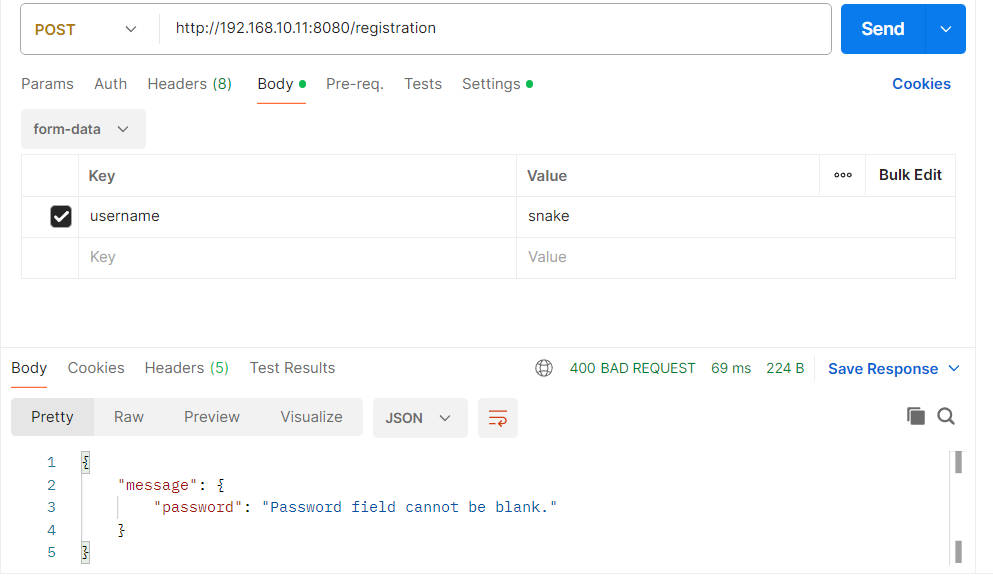 POST http://192.168.10.11:8080/registration Send
Params Auth Headers (8) Body Pre-req. Tests Settings Cookies
form-data
Key Value Bulk Edit
username snake
Key Value
Body Cookies Headers (5) Test Results 400 BAD REQUEST 69 ms 224 B Save Response
Pretty Raw Preview Visualize JSON
1 {
2 "message": {
3 "password": "Password field cannot be blank."
4 }
5 }